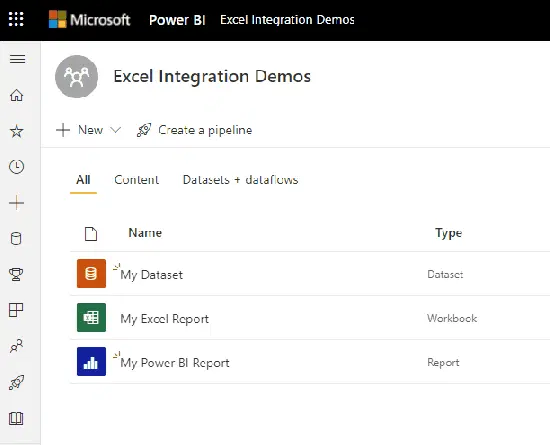 Microsoft Power BI Excel Integration Demos
Excel Integration Demos
New Create a pipeline
All Content Datasets + dataflows
Name Type
My Dataset Dataset
My Excel Report Workbook
My Power BI Report Report